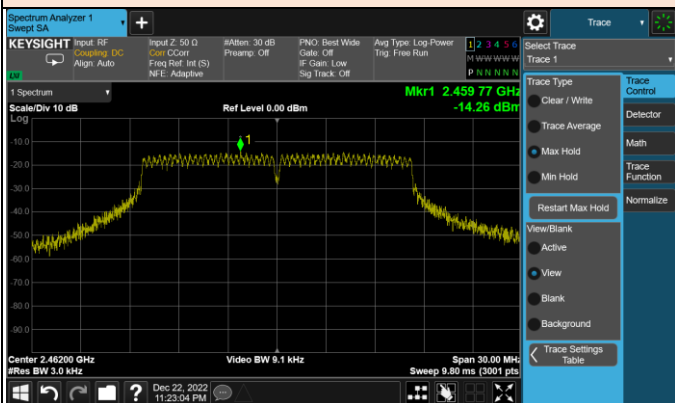 Spectrum Analyzer 1
Swept SA
+
Trace
KEYSIGHT
Input: RF
Coupling: DC
Align: Auto
Input Z: 50 Ω
Corr CCorr
Freq Ref: Int (S)
NFE: Adaptive
#Atten: 30 dB
Preamp: Off
PNO: Best Wide
Gate: Off
IF Gain: Low
Sig Track: Off
Avg Type: Log-Power
Trig: Free Run
1 2 3 4 5 6
M W W W W W
P N N N N N
LXI
Select Trace
Trace 1
1 Spectrum
Scale/Div 10 dB
Log
Ref Level 0.00 dBm
Mkr1 2.459 77 GHz
-14.26 dBm
1
-10.0
-20.0
-30.0
-40.0
-50.0
-60.0
-70.0
-80.0
-90.0
Center 2.46200 GHz
#Res BW 3.0 kHz
Video BW 9.1 kHz
Span 30.00 MHz
Sweep 9.80 ms (3001 pts
Trace Type
Clear / Write
Trace Average
Max Hold
Min Hold
Restart Max Hold
View/Blank
Active
View
Blank
Background
Trace Settings
Table
Trace
Control
Detector
Math
Trace
Function
Normalize
?
Dec 22, 2022
11:23:04 PM